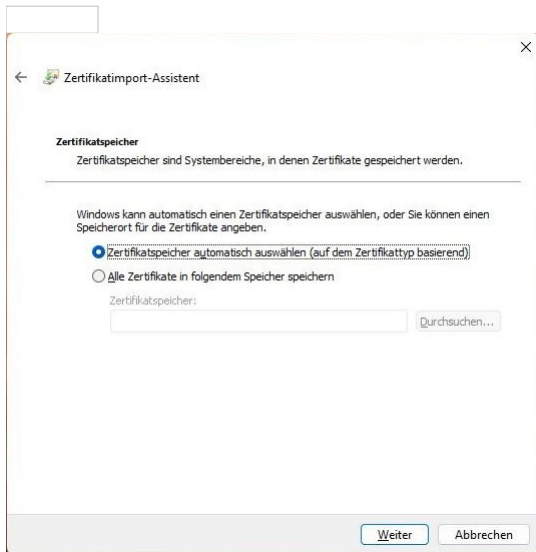 Zertifikatimport-Assistent
Zertifikatspeicher
Zertifikatspeicher sind Systembereiche, in denen Zertifikate gespeichert werden.
Windows kann automatisch einen Zertifikatspeicher auswählen, oder Sie können einen
Speicherort für die Zertifikate angeben.
Zertifikatspeicher automatisch auswählen (auf dem Zertifikattyp basierend)
Alle Zertifikate in folgendem Speicher speichern
Zertifikatspeicher:
Durchsuchen...
Weiter Abbrechen